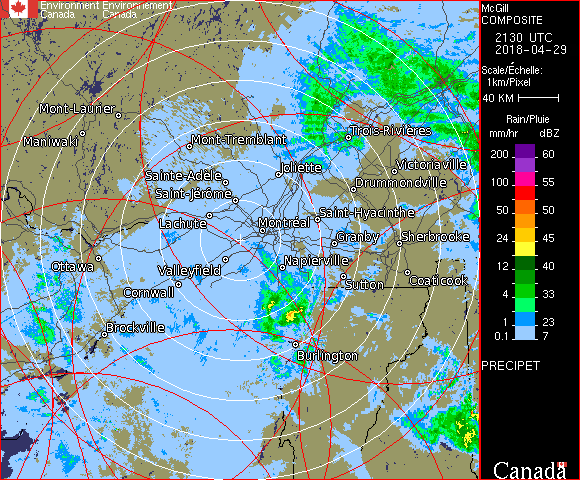 Environment Environnement
Canada Canada
McGill
COMPOSITE
2130 UTC
2018-04-29
Scale/Échelle:
1km/Pixel
40 KM
Rain/Pluie
mm/hr dBZ
200 60
100 55
50 50
24 45
12 40
4 33
1 23
0.1 7
PRECIPET
Canada
Mont-Laurier
Maniwaki
Mont-Tremblant
Trois-Rivières
Joliette
Victoriaville
Sainte-Adèle
Drummondville
Saint-Jérôme
Saint-Hyacinthe
Lachute
Montréal
Granby
Sherbrooke
Ottawa
Valleyfield
Napierville
Cornwall
Sutton
Coaticook
Brockville
Burlington